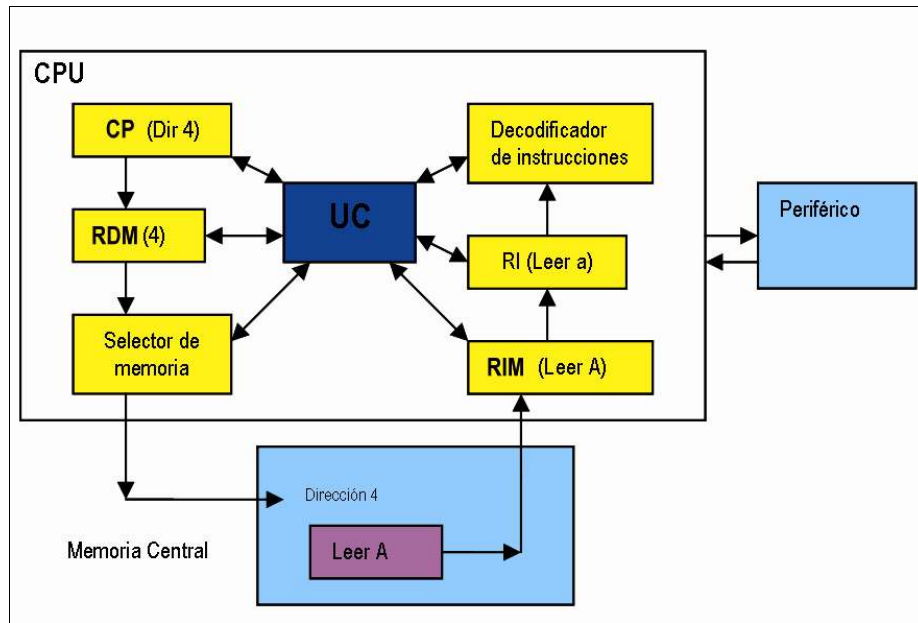 CPU
CP (Dir 4)
RDM (4)
Selector de
memoria
UC
Decodificador
de instrucciones
RI (Leer a)
RIM (Leer A)
Periférico
Dirección 4
Leer A
Memoria Central